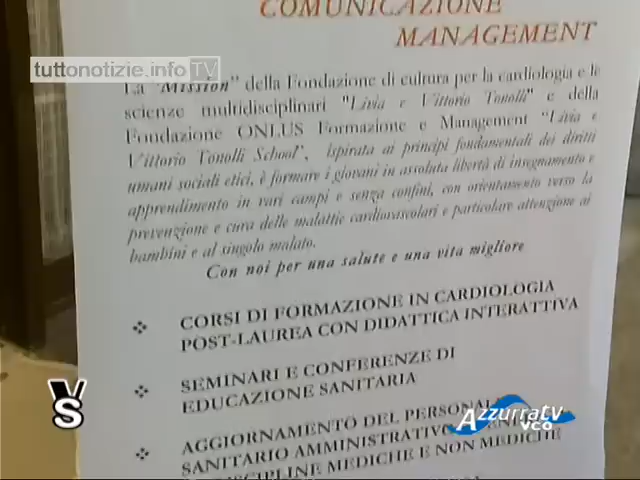 COMUNICAZIONE
MANAGEMENT
tuttonotizie.info TV
La "Mission" della Fondazione di cultura per la cardiologia e le
scienze multidisciplinari "Livia e Vittorio Tonolli" e della
Fondazione ONLUS Formazione e Management "Livia e
Vittorio Tonolli School", ispirata ai principi fondamentali dei diritti
umani sociali etici, è formare i giovani in assoluta libertà di insegnamento e
apprendimento in vari campi e senza confini, con orientamento verso la
prevenzione e cura delle malattie cardiovascolari e particolare attenzione ai
bambini e al singolo malato.
Con noi per una salute e una vita migliore
CORSI DI FORMAZIONE IN CARDIOLOGIA
POST-LAUREA CON DIDATTICA INTERATTIVA
SEMINARI E CONFERENZE DI
EDUCAZIONE SANITARIA
AGGIORNAMENTO DEL PERSONALE
SANITARIO AMMINISTRATIVO
DISCIPLINE MEDICHE E NON MEDICHE
VS
Azzurratv
vco